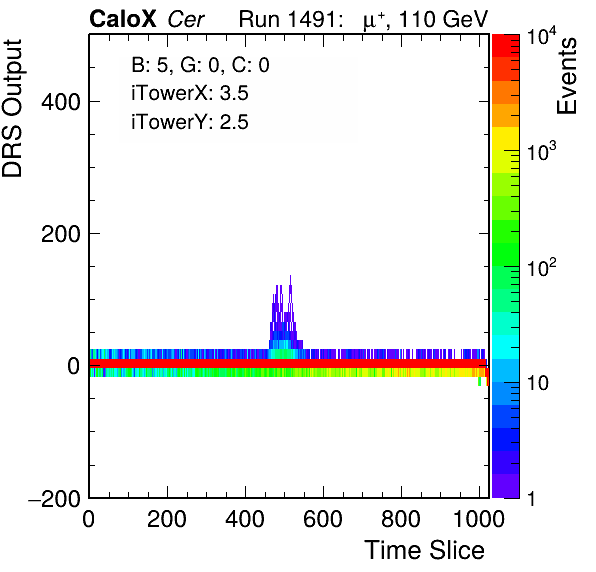 CaloX Cer Run 1491: μ⁺, 110 GeV
B: 5, G: 0, C: 0
iTowerX: 3.5
iTowerY: 2.5
DRS Output
400
200
0
−200
0 200 400 600 800 1000
Time Slice
Events
10⁴
10³
10²
10
1